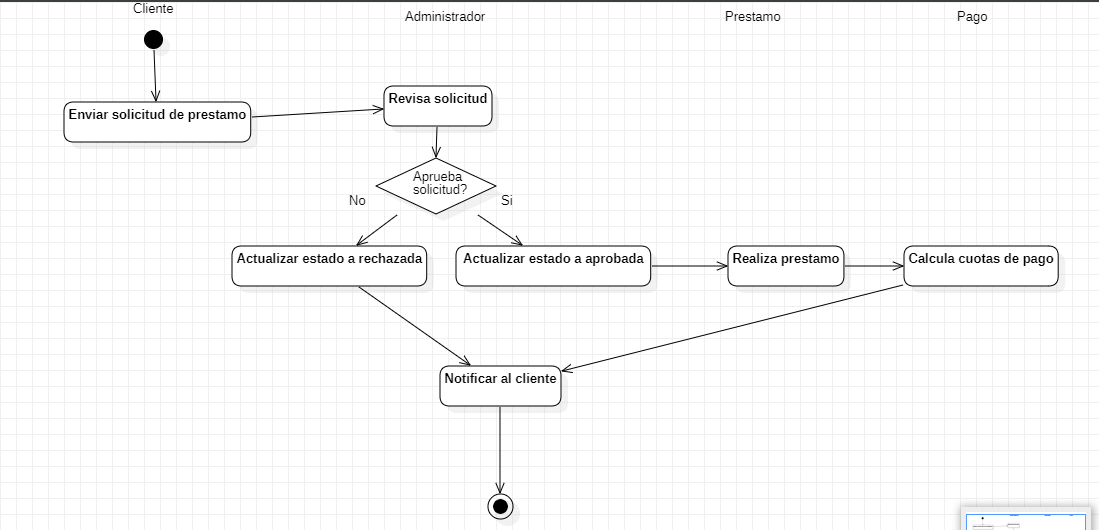 Cliente
Administrador
Prestamo
Pago
Enviar solicitud de prestamo
Revisa solicitud
Aprueba
solicitud?
No
Si
Actualizar estado a rechazada
Actualizar estado a aprobada
Realiza prestamo
Calcula cuotas de pago
Notificar al cliente